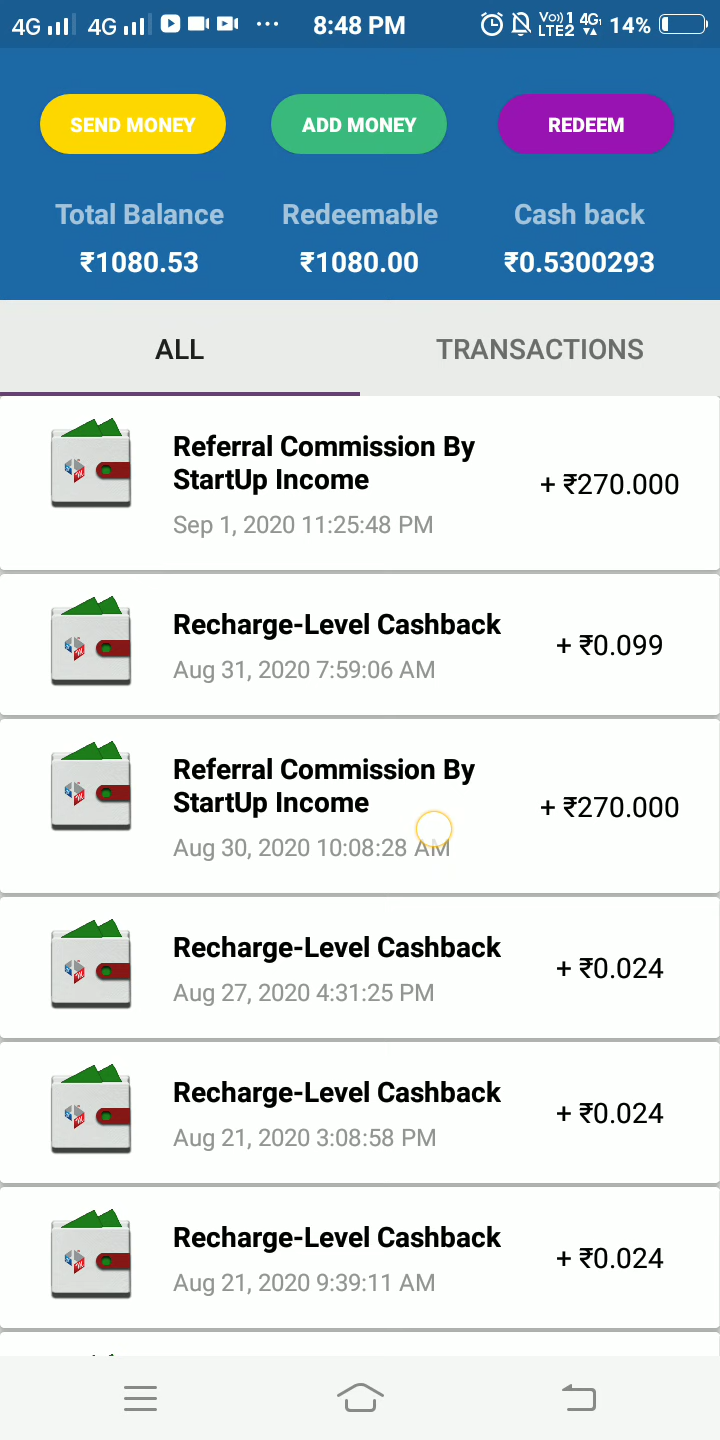 4G 4G 8:48 PM Vo)) 1 LTE2 4G 14%
SEND MONEY ADD MONEY REDEEM
Total Balance Redeemable Cash back
₹1080.53 ₹1080.00 ₹0.5300293
ALL TRANSACTIONS
Referral Commission By
StartUp Income
+ ₹270.000
Sep 1, 2020 11:25:48 PM
Recharge-Level Cashback
+ ₹0.099
Aug 31, 2020 7:59:06 AM
Referral Commission By
StartUp Income
+ ₹270.000
Aug 30, 2020 10:08:28 AM
Recharge-Level Cashback
+ ₹0.024
Aug 27, 2020 4:31:25 PM
Recharge-Level Cashback
+ ₹0.024
Aug 21, 2020 3:08:58 PM
Recharge-Level Cashback
+ ₹0.024
Aug 21, 2020 9:39:11 AM